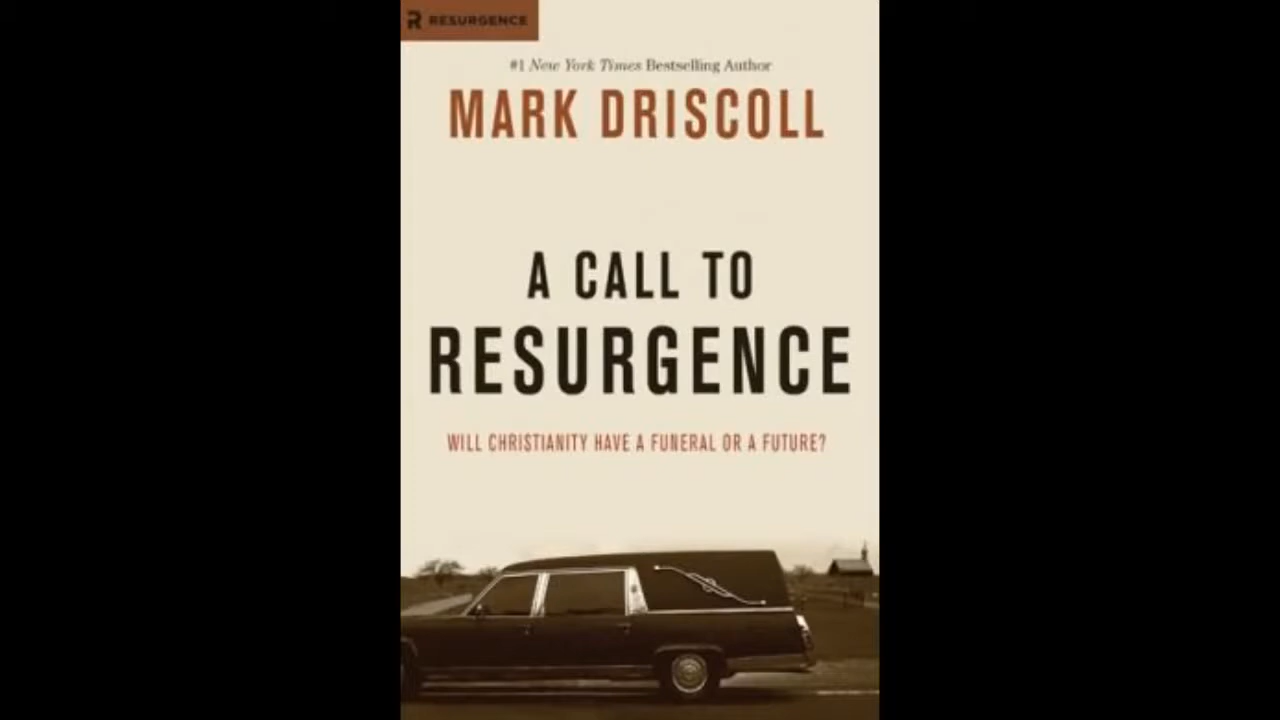 RESURGENCE
#1 New York Times Bestselling Author
MARK DRISCOLL
A CALL TO
RESURGENCE
WILL CHRISTIANITY HAVE A FUNERAL OR A FUTURE?